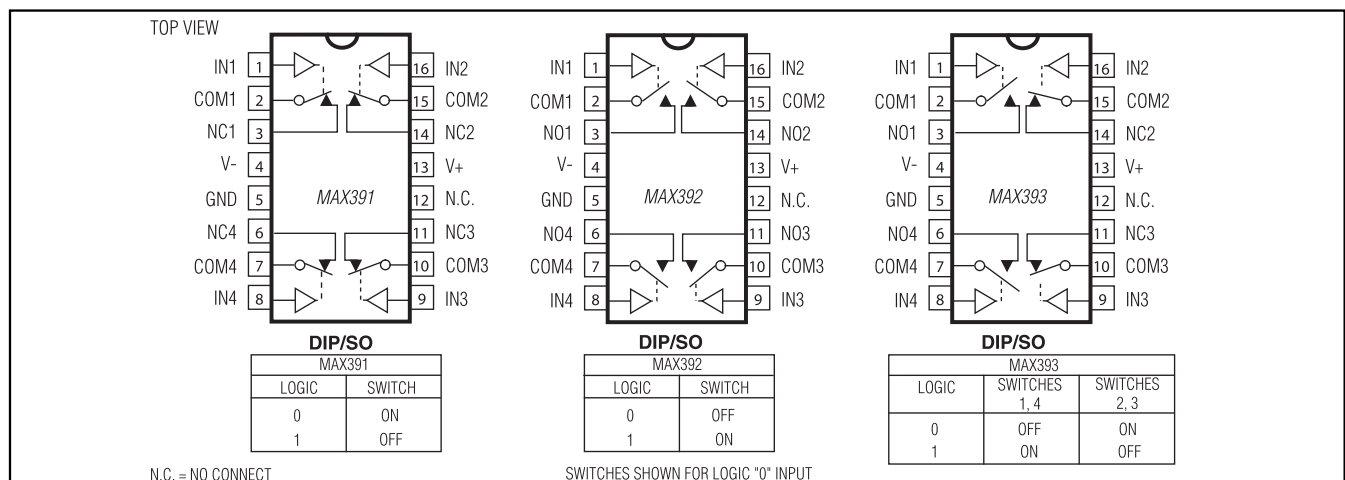 TOP VIEW
IN1 1 16 IN2
COM1 2 15 COM2
NC1 3 14 NC2
V- 4 13 V+
GND 5 MAX391 12 N.C.
NC4 6 11 NC3
COM4 7 10 COM3
IN4 8 9 IN3
DIP/SO
MAX391
LOGIC SWITCH
0 ON
1 OFF
N.C. = NO CONNECT
IN1 1 16 IN2
COM1 2 15 COM2
NO1 3 14 NO2
V- 4 13 V+
GND 5 MAX392 12 N.C.
NO4 6 11 NO3
COM4 7 10 COM3
IN4 8 9 IN3
DIP/SO
MAX392
LOGIC SWITCH
0 OFF
1 ON
SWITCHES SHOWN FOR LOGIC "0" INPUT
IN1 1 16 IN2
COM1 2 15 COM2
NO1 3 14 NC2
V- 4 13 V+
GND 5 MAX393 12 N.C.
NO4 6 11 NC3
COM4 7 10 COM3
IN4 8 9 IN3
DIP/SO
MAX393
LOGIC SWITCHES 1, 4 SWITCHES 2, 3
0 OFF ON
1 ON OFF